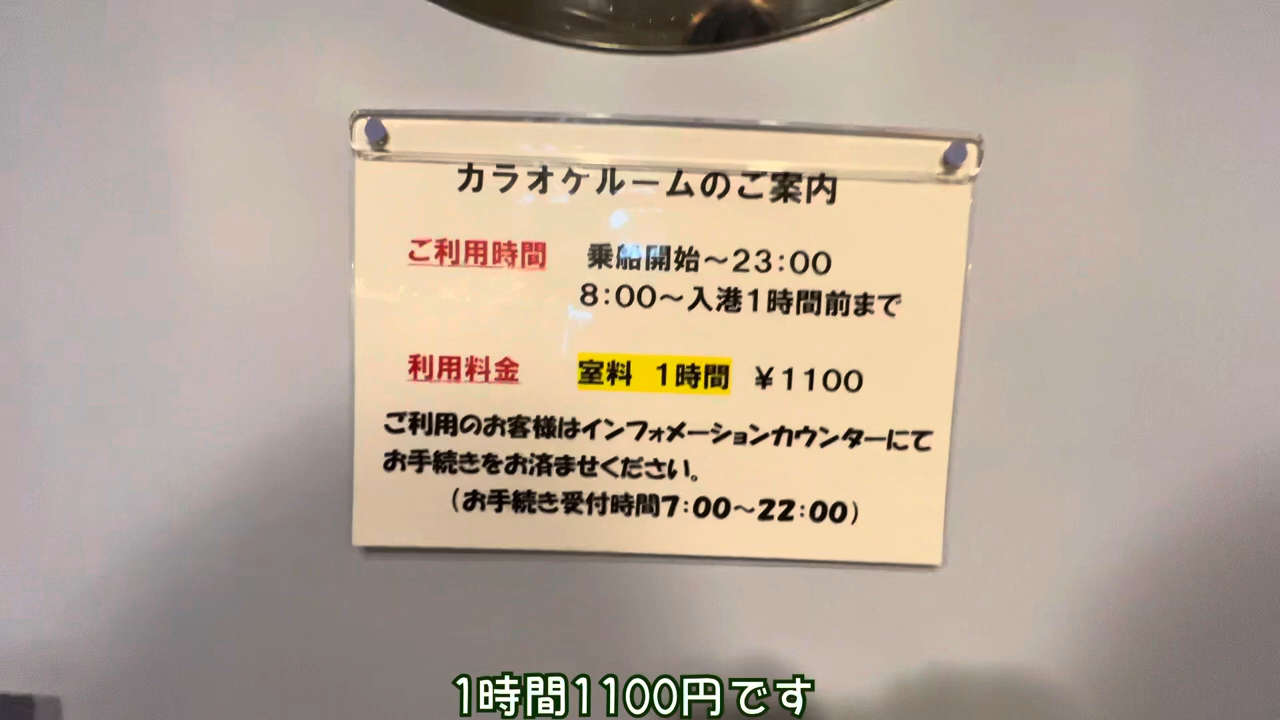 カラオケルームのご案内
ご利用時間 乗船開始～23:00
8:00～入港1時間前まで
利用料金 室料 1時間 ￥1100
ご利用のお客様はインフォメーションカウンターにて
お手続きをお済ませください。
(お手続き受付時間7:00～22:00)
1時間1100円です